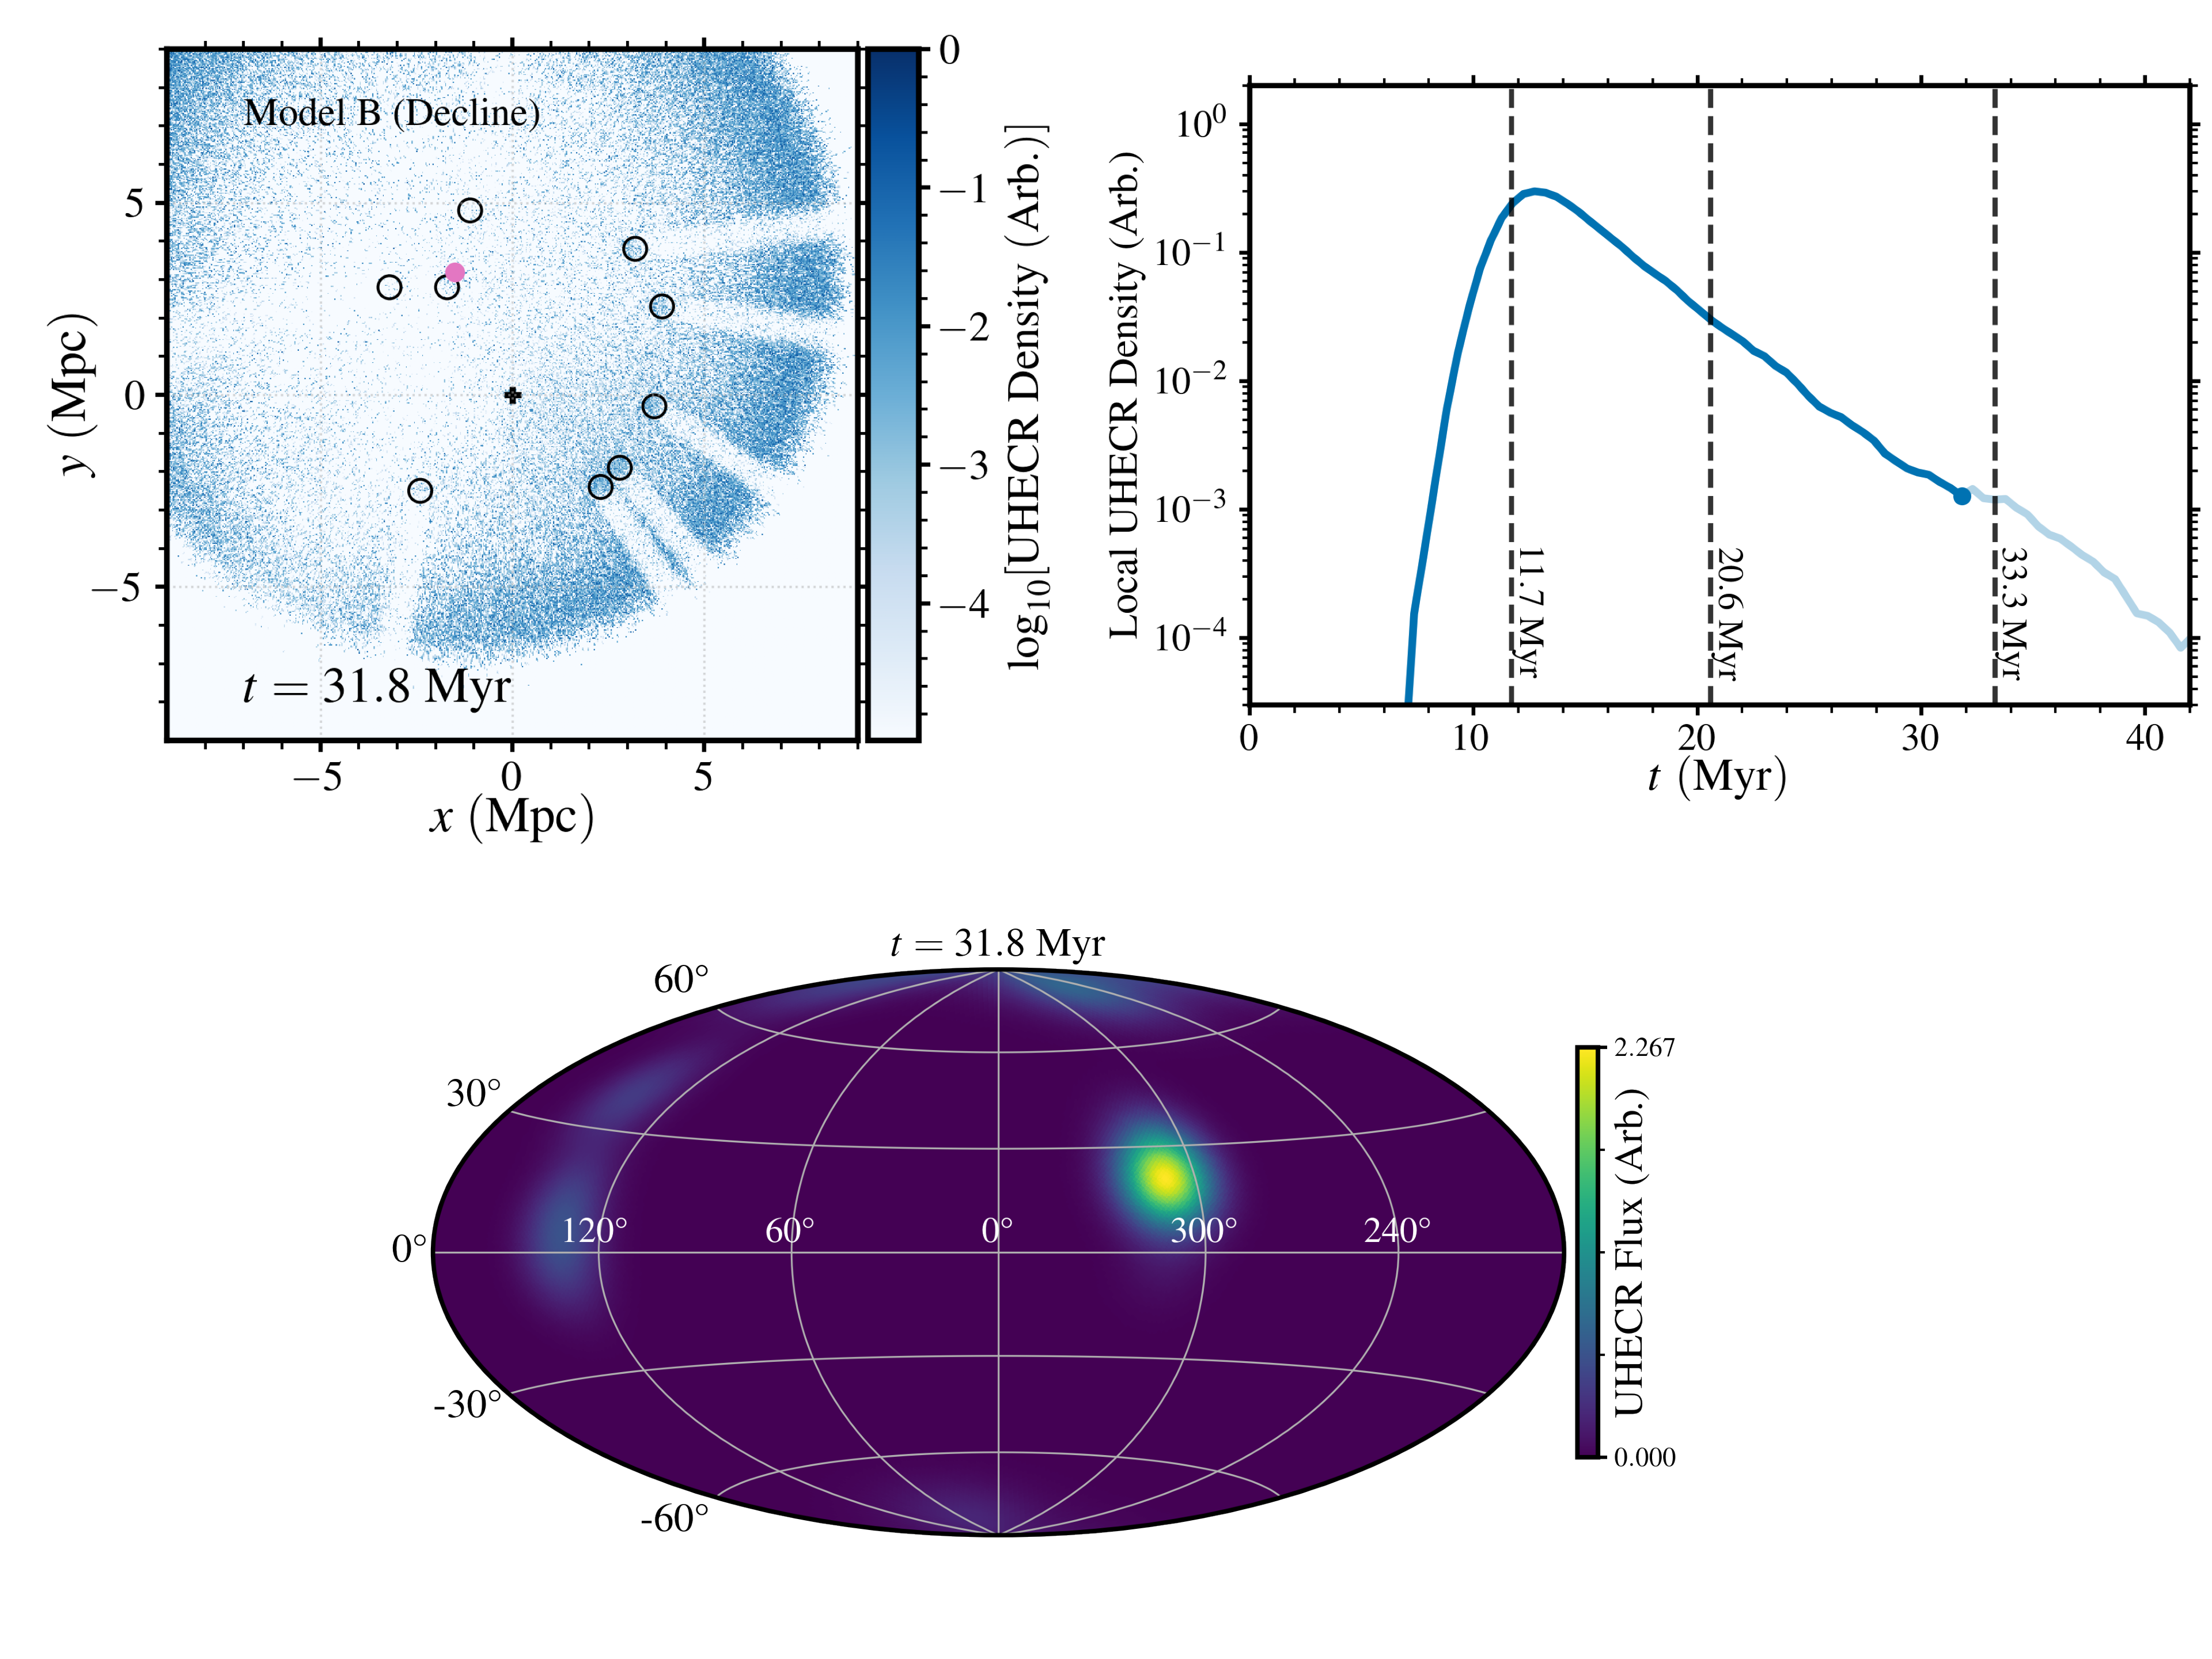 Model B (Decline)
t = 31.8 Myr
5
0
−5
y (Mpc)
−5
0
5
x (Mpc)
0
−1
−2
−3
−4
log₁₀[UHECR Density (Arb.)]
10⁰
10⁻¹
10⁻²
10⁻³
10⁻⁴
Local UHECR Density (Arb.)
11.7 Myr
20.6 Myr
33.3 Myr
0
10
20
30
40
t (Myr)
t = 31.8 Myr
60°
30°
0°
-30°
-60°
120°
60°
0°
300°
240°
2.267
0.000
UHECR Flux (Arb.)